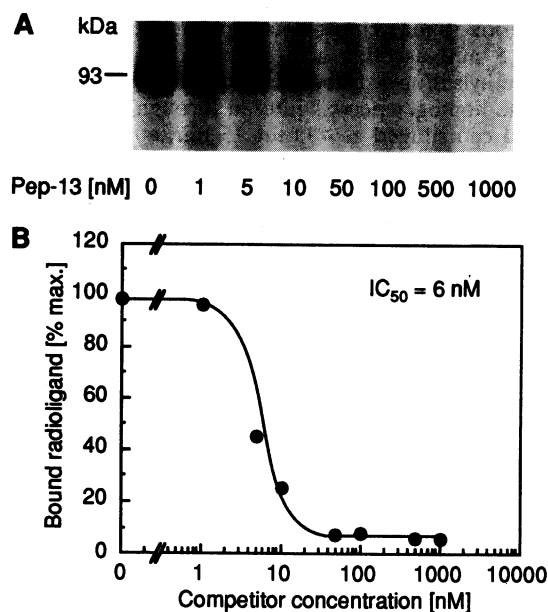 A
kDa
93
Pep-13 [nM] 0 1 5 10 50 100 500 1000
B
120
100
80
60
40
20
0
Bound radioligand [% max.]
IC50 = 6 nM
0 1 10 100 1000 10000
Competitor concentration [nM]